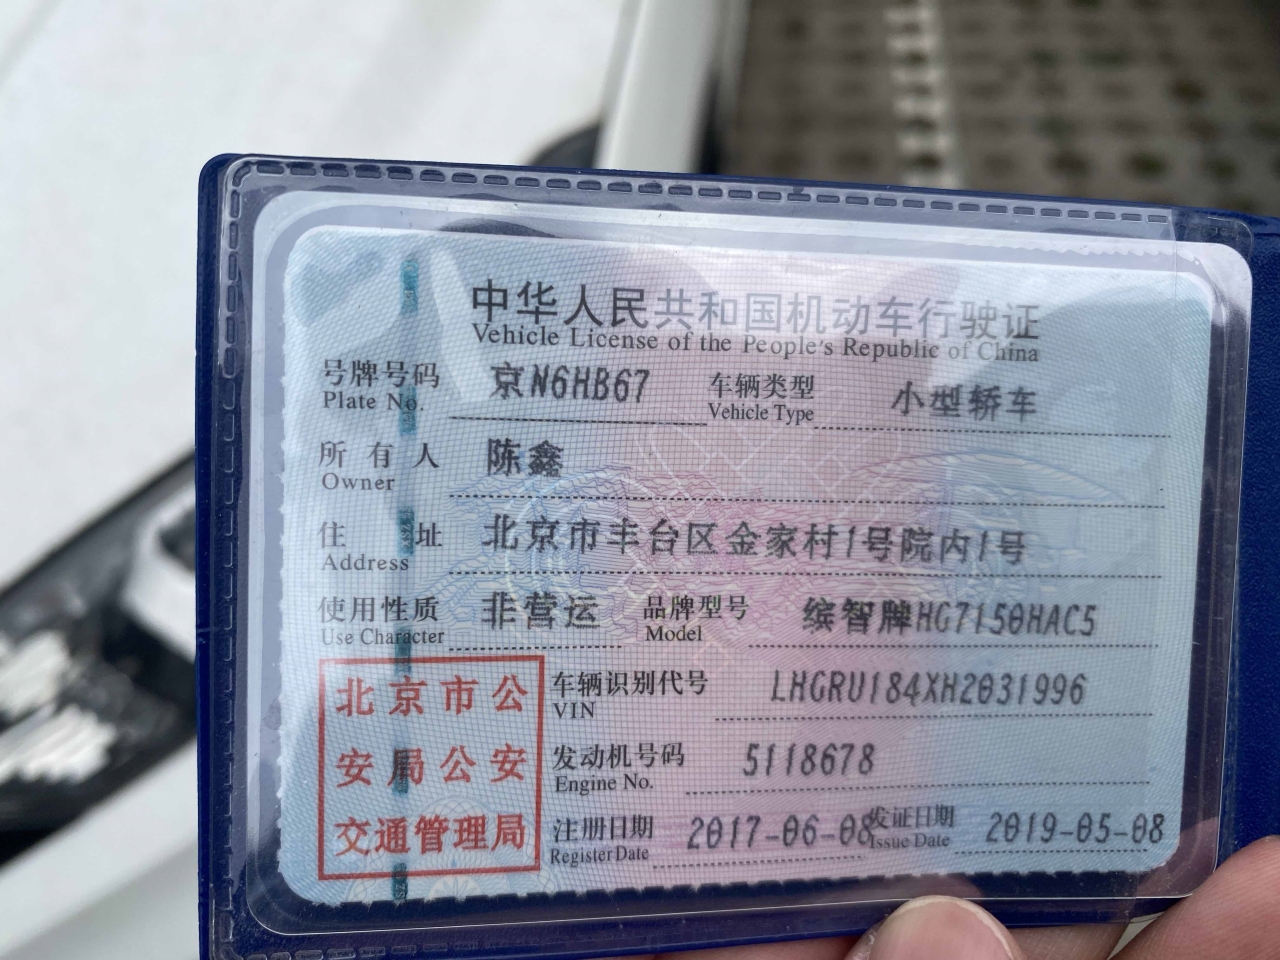 中华人民共和国机动车行驶证
Vehicle License of the People's Republic of China
号牌号码 京N6HB67 车辆类型 小型轿车
Plate No. Vehicle Type
所有人 陈鑫
Owner
住址 北京市丰台区金家村1号院内1号
Address
使用性质 非营运 品牌型号 缤智牌HG7150HAC5
Use Character Model
北京市公
安局公安
交通管理局
车辆识别代号 LHGRU184XH2031996
VIN
发动机号码 5118678
Engine No.
注册日期 2017-06-08 发证日期 2019-05-08
Register Date Issue Date